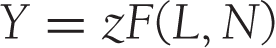 Y = zF(L, N)